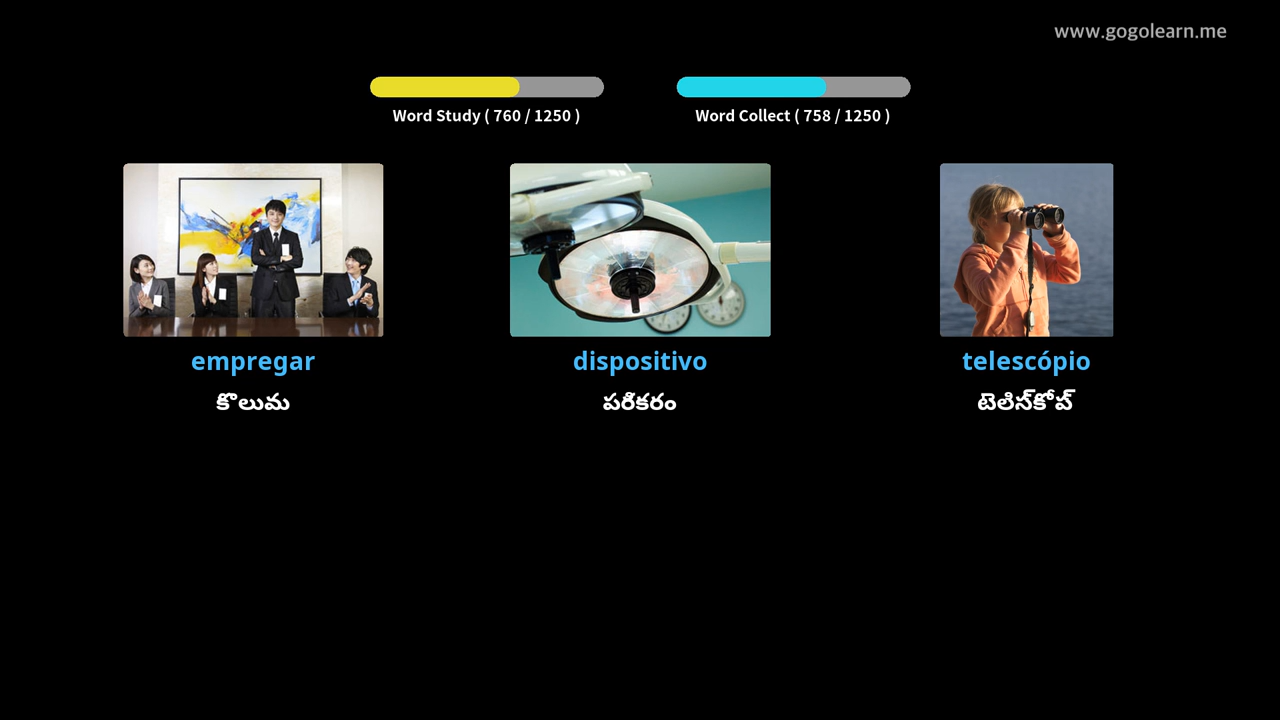 www.gogolearn.me
Word Study ( 760 / 1250 )
Word Collect ( 758 / 1250 )
empregar
dispositivo
telescópio
కొలుమ
పరికరం
టెలిస్‌కోప్